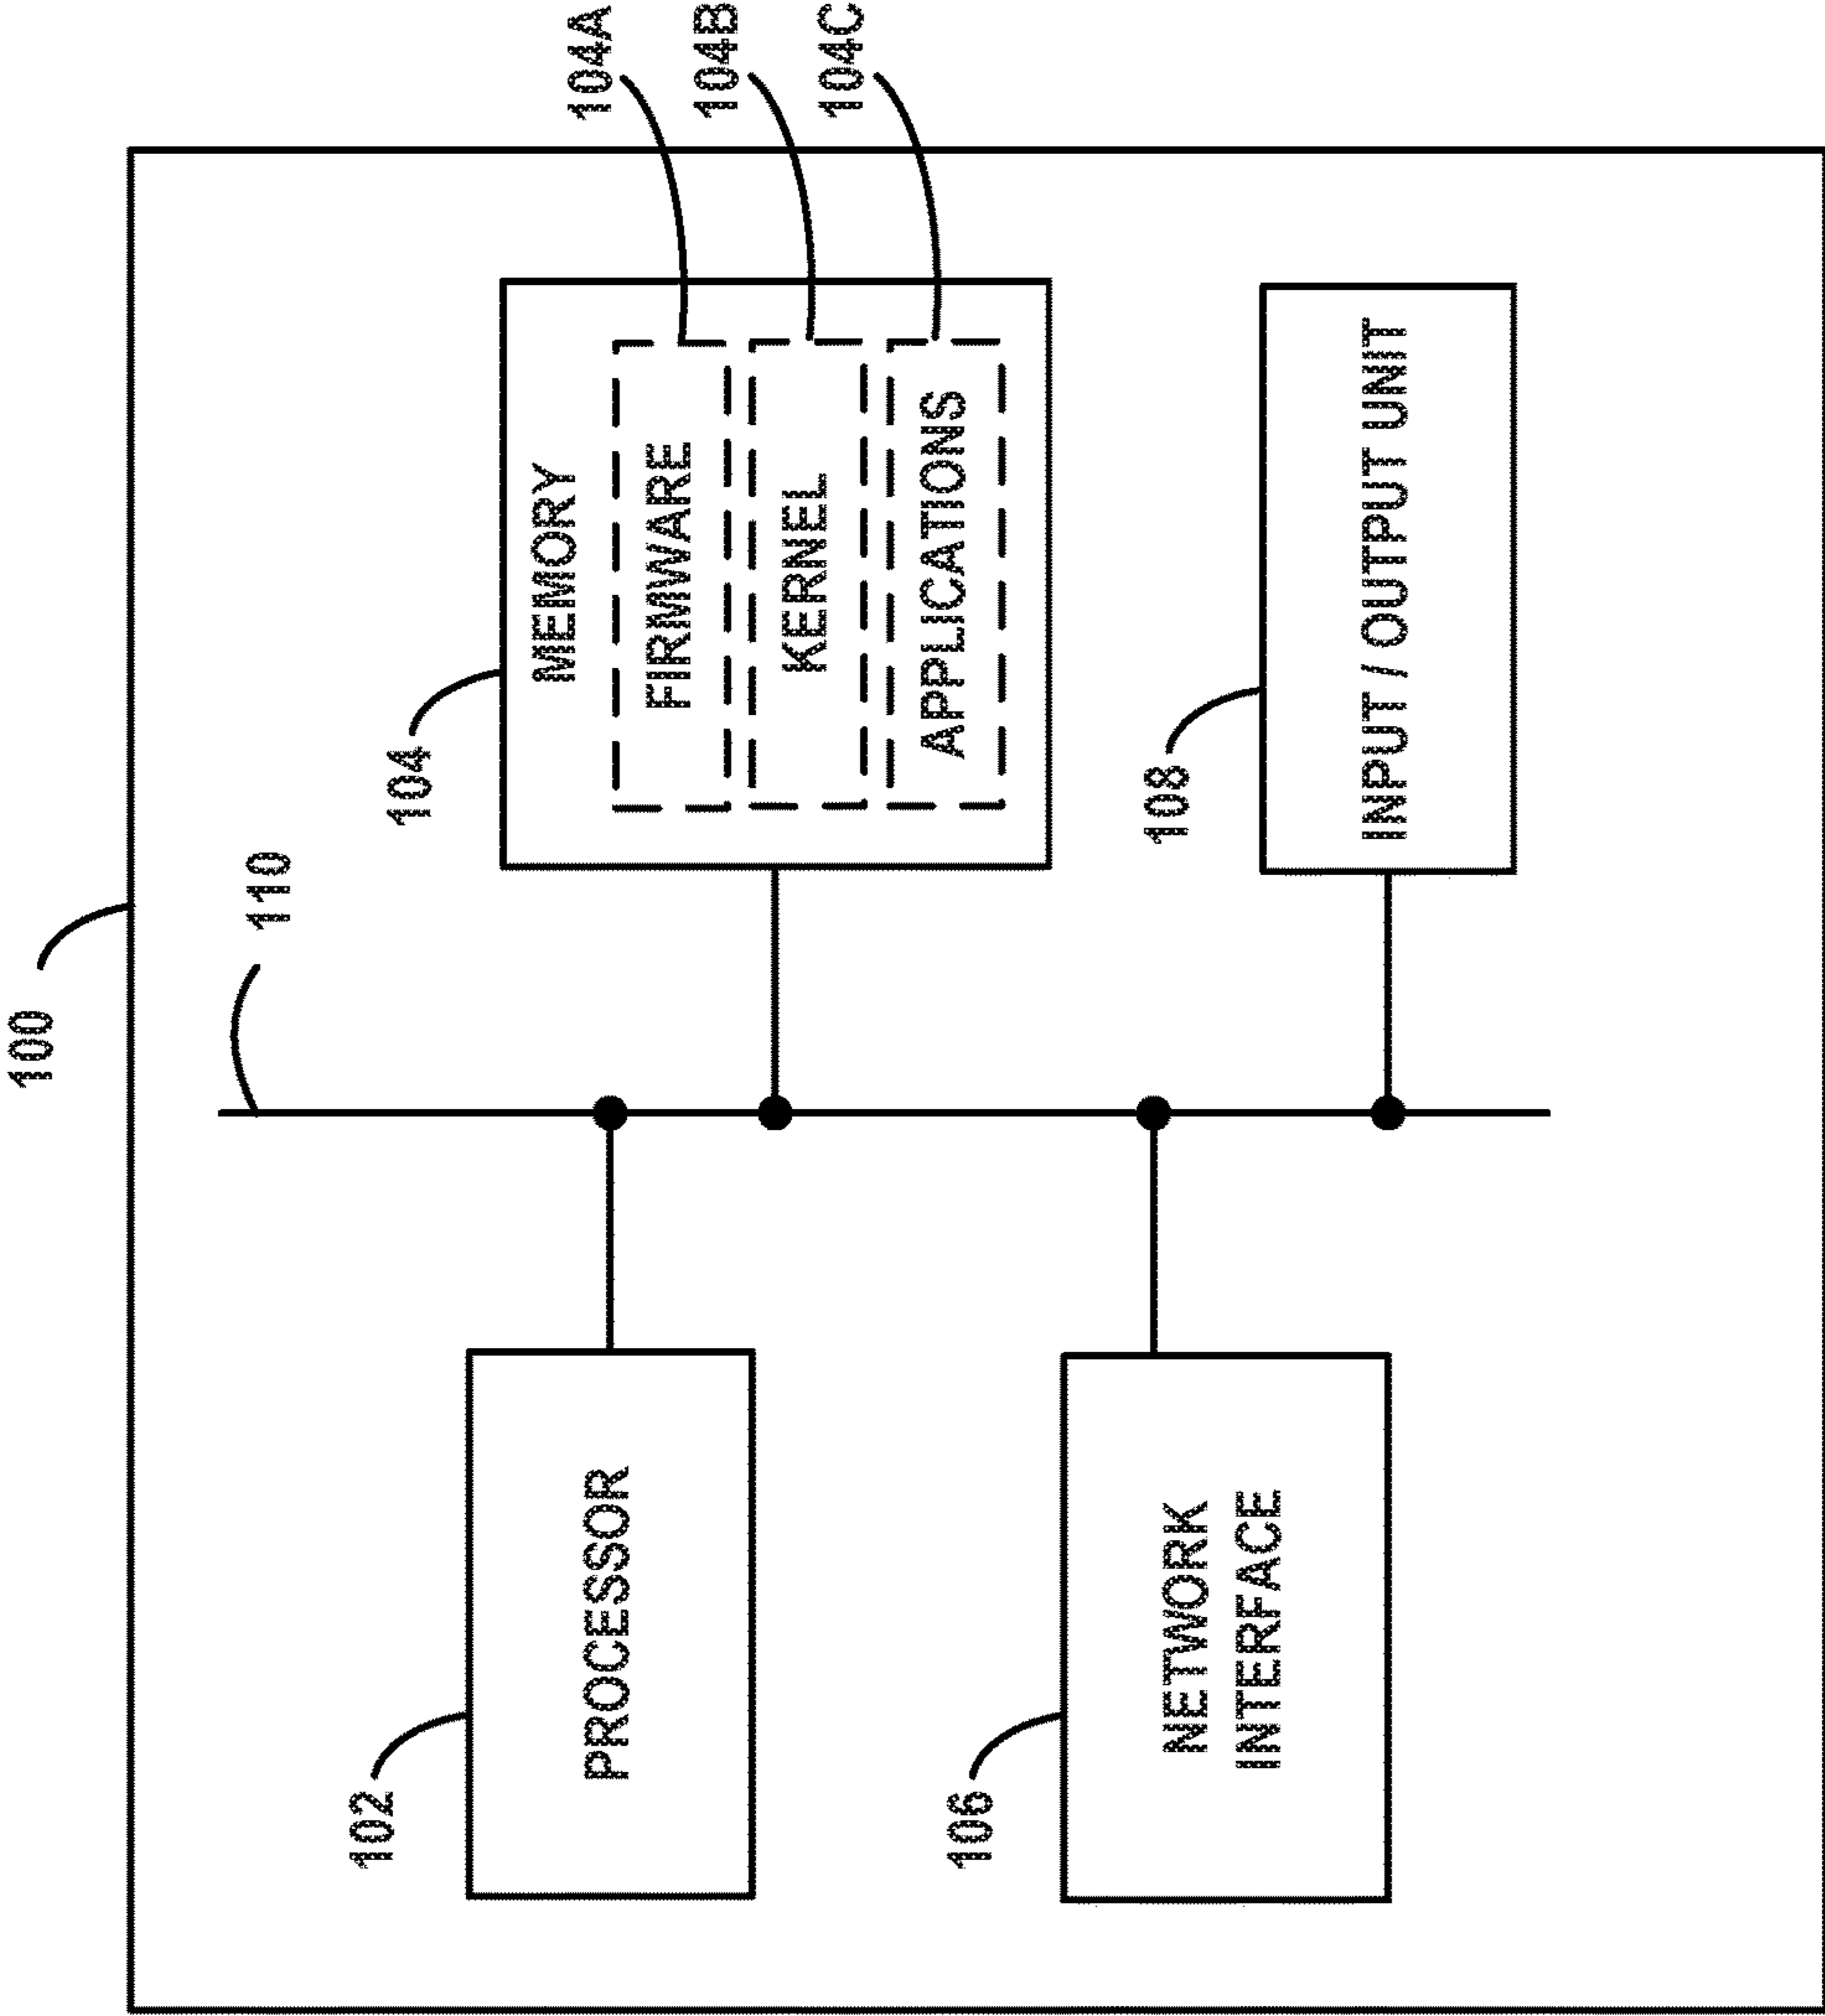 100
110
104
MEMORY
104A
FIRMWARE
104B
KERNEL
104C
APPLICATIONS
102
PROCESSOR
108
INPUT / OUTPUT UNIT
106
NETWORK
INTERFACE